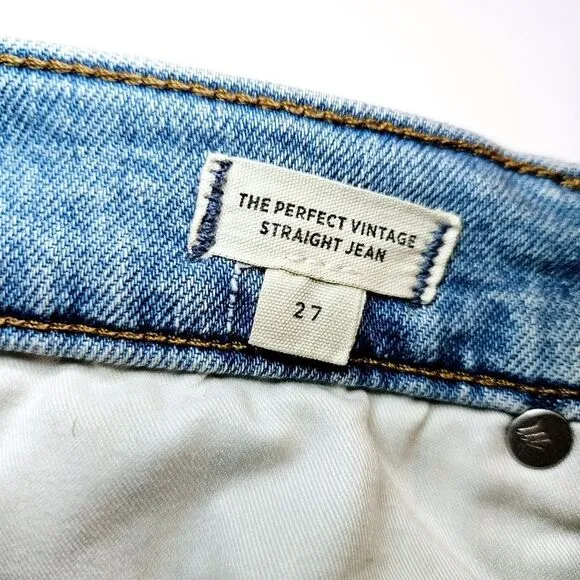 THE PERFECT VINTAGE
STRAIGHT JEAN
27